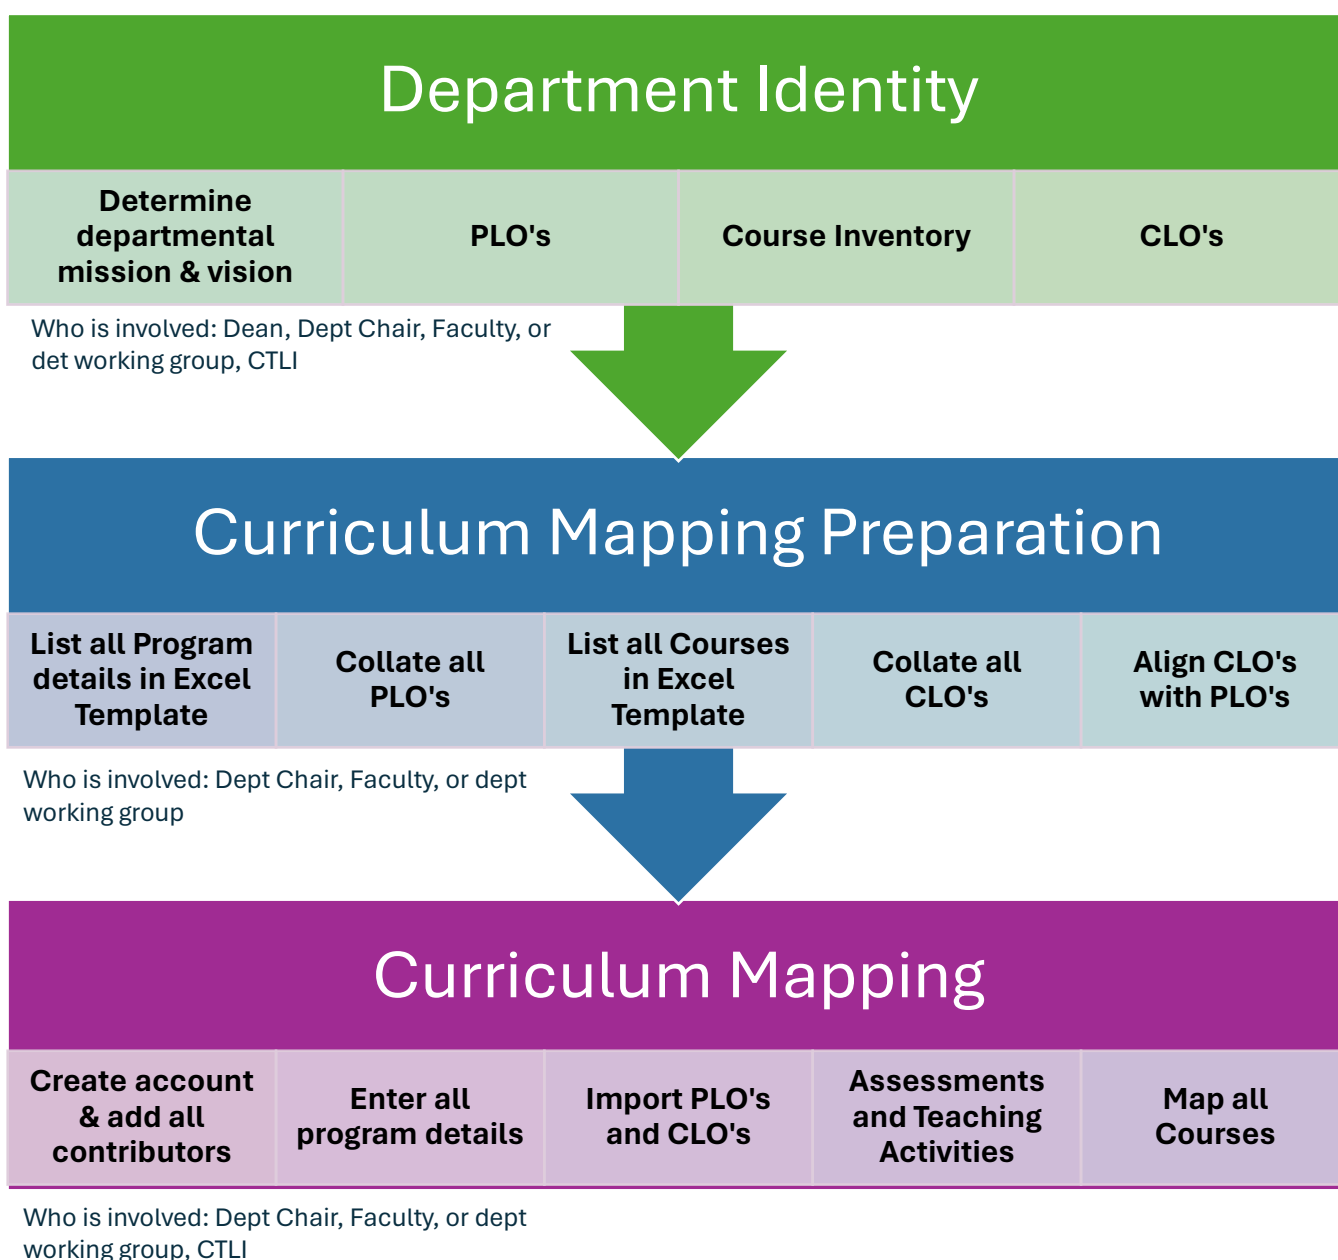 Department Identity
Determine
departmental
mission & vision
PLO's
Course Inventory
CLO's
Who is involved: Dean, Dept Chair, Faculty, or
det working group, CTLI
Curriculum Mapping Preparation
List all Program
details in Excel
Template
Collate all
PLO's
List all Courses
in Excel
Template
Collate all
CLO's
Align CLO's
with PLO's
Who is involved: Dept Chair, Faculty, or dept
working group
Curriculum Mapping
Create account
& add all
contributors
Enter all
program details
Import PLO's
and CLO's
Assessments
and Teaching
Activities
Map all
Courses
Who is involved: Dept Chair, Faculty, or dept
working group, CTLI